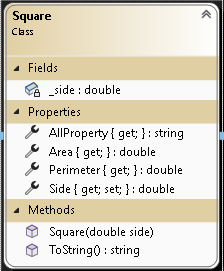 Square
Class
Fields
_side : double
Properties
AllProperty { get; } : string
Area { get; } : double
Perimeter { get; } : double
Side { get; set; } : double
Methods
Square(double side)
ToString() : string